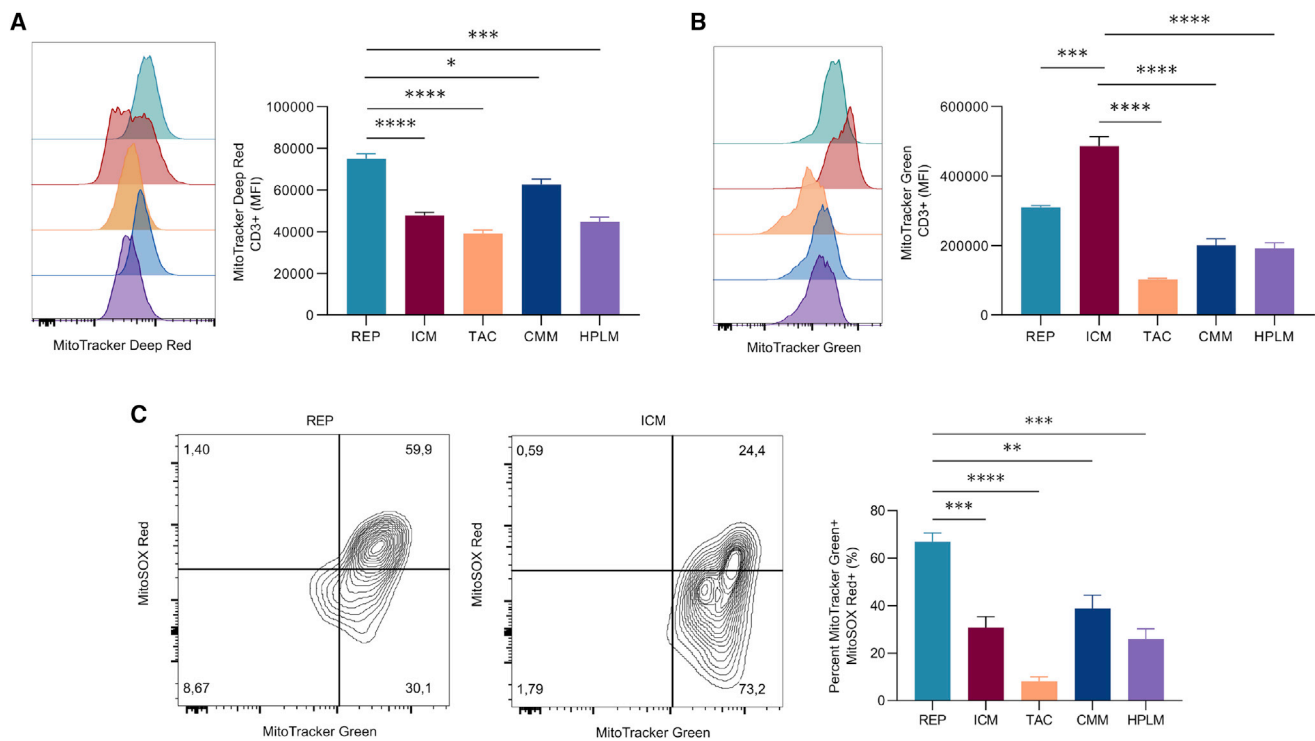 A
MitoTracker Deep Red
MitoTracker Deep Red
CD3+ (MFI)
100000
80000
60000
40000
20000
0
***
*
****
****
REP ICM TAC CMM HPLM
B
MitoTracker Green
MitoTracker Green
CD3+ (MFI)
600000
400000
200000
0
****
***
****
****
REP ICM TAC CMM HPLM
C
REP
1,40 59,9
8,67 30,1
MitoSOX Red
MitoTracker Green
ICM
0,59 24,4
1,79 73,2
MitoSOX Red
MitoTracker Green
Percent MitoTracker Green+
MitoSOX Red+ (%)
80
60
40
20
0
***
**
****
***
REP ICM TAC CMM HPLM